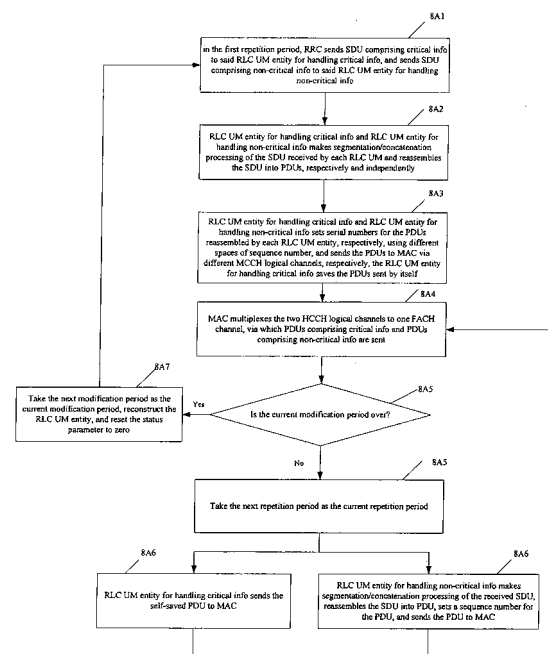 8A1
in the first repetition period, RRC sends SDU comprising critical info
to said RLC UM entity for handling critical info, and sends SDU
comprising non-critical info to said RLC UM entity for handling
non-critical info
8A2
RLC UM entity for handling critical info and RLC UM entity for
handling non-critical info makes segmentation/concatenation
processing of the SDU received by each RLC UM and reassembles
the SDU into PDUs, respectively and independently
8A3
RLC UM entity for handling critical info and RLC UM entity for
handling non-critical info sets serial numbers for the PDUs
reassembled by each RLC UM entity, respectively, using different
spaces of sequence number, and sends the PDUs to MAC via
different MCCH logical channels, respectively, the RLC UM entity
for handling critical info saves the PDUs sent by itself
8A4
MAC multiplexes the two HCCH logical channels to one FACH
channel, via which PDUs comprising critical info and PDUs
comprising non-critical info are sent
8A7
Take the next modification period as the
current modification period, reconstruct the
RLC UM entity, and reset the status
parameter to zero
Yes
8A5
Is the current modification period over?
No
8A5
Take the next repetition period as the current repetition period
8A6
RLC UM entity for handling critical info sends the
self-saved PDU to MAC
8A6
RLC UM entity for handling non-critical info makes
segmentation/concatenation processing of the received SDU,
reassembles the SDU into PDU, sets a sequence number for
the PDU, and sends the PDU to MAC